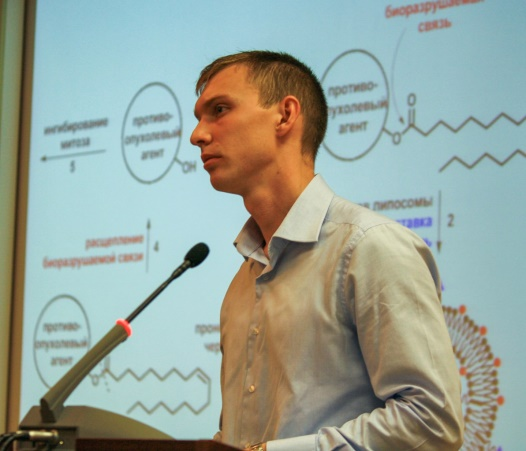 биоразрушаемая
связь
противо-
опухолевый
агент
O
O
противо-
опухолевый
агент
OH
ингибирование
митоза
5
липосомы
2
расщепление
биоразрушаемой связи
4
противо-
опухолевый
агент